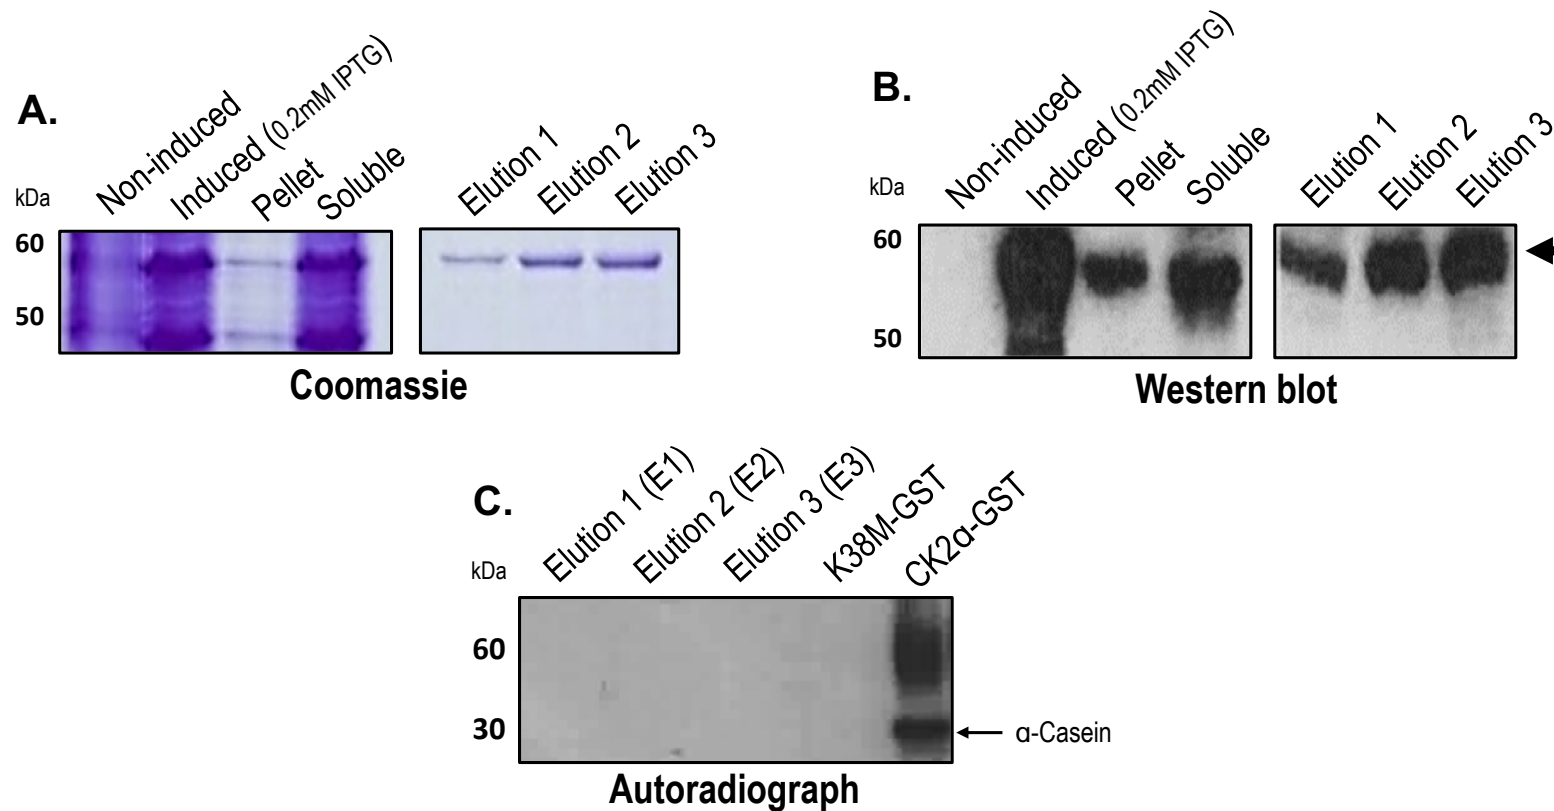 A.
Non-induced
Induced (0.2mM IPTG)
Pellet
Soluble
Elution 1
Elution 2
Elution 3
kDa
60
50
Coomassie
B.
Non-induced
Induced (0.2mM IPTG)
Pellet
Soluble
Elution 1
Elution 2
Elution 3
kDa
60
50
Western blot
C.
Elution 1 (E1)
Elution 2 (E2)
Elution 3 (E3)
K38M-GST
CK2α-GST
kDa
60
30
α-Casein
Autoradiograph